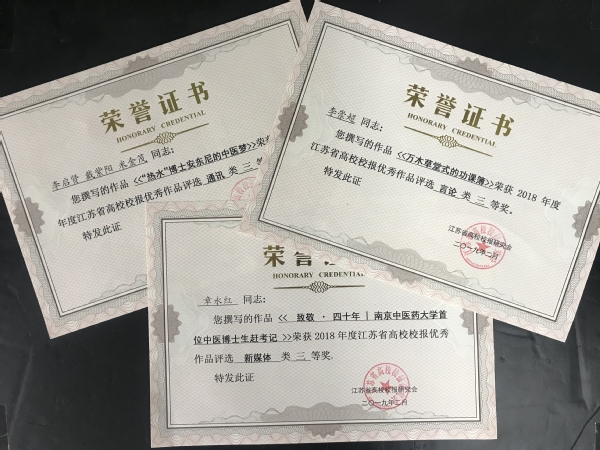 荣誉证书
HONORARY CREDENTIAL
李启贤 戴紫阳 米金茂 同志：
您撰写的作品 《“热水”博士安东尼的中医梦》荣
年度江苏省高校校报优秀作品评选 通讯 类 三
特发此证
荣誉证书
HONORARY CREDENTIAL
同志：
您撰写的作品 《万木草堂式的功课簿》荣获 2018 年度
江苏省高校校报优秀作品评选 言论 类 三 等奖。
特发此证
江苏省高校校报研究会
二〇一九年二月
荣
HONORARY CREDENTIAL
章水红 同志：
您撰写的作品 << 致敬 · 四十年 | 南京中医药大学首
位中医博士生赶考记 >>荣获 2018 年度江苏省高校校报优秀
作品评选 新媒体 类 三 等奖.
特发此证
江苏省高校校报研究会
二〇一九年二月